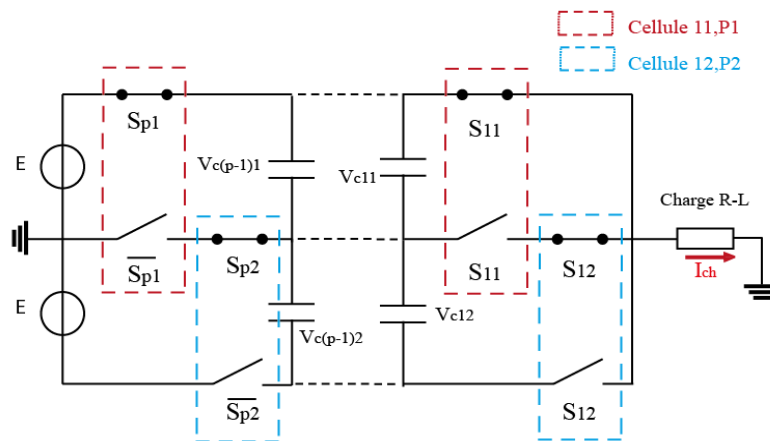 Cellule 11,P1
Cellule 12,P2
Sp1
S11
E
Vc(p-1)1
Vc11
Charge R-L
Sp1
Sp2
S11
S12
Ich
E
Vc(p-1)2
Vc12
Sp2
S12